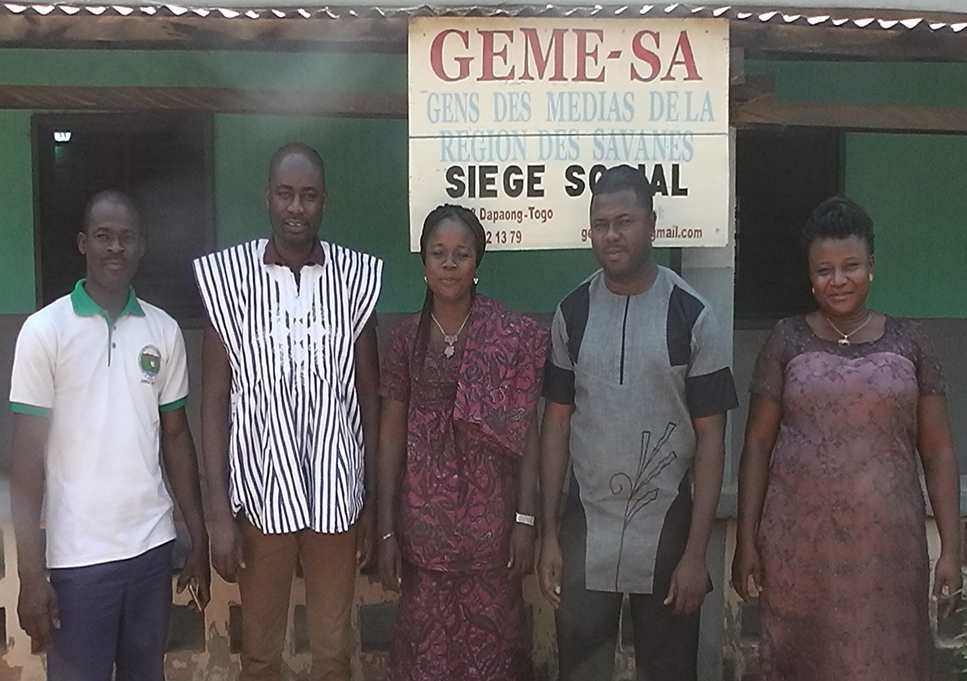 GEME-SA
GENS DES MEDIAS DE LA
REGION DES SAVANES
SIEGE SOCIAL
Dapaong-Togo
2 13 79
gmail.com